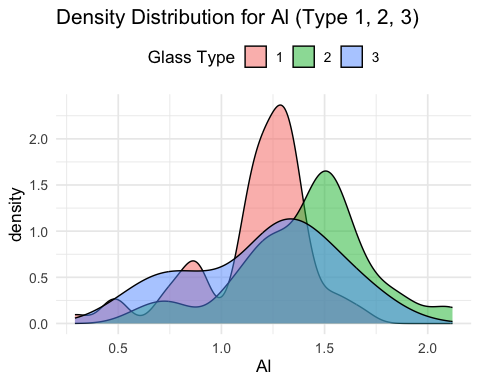 Density Distribution for Al (Type 1, 2, 3)
Glass Type 1 2 3
density
2.0
1.5
1.0
0.5
0.0
0.5 1.0 1.5 2.0
Al